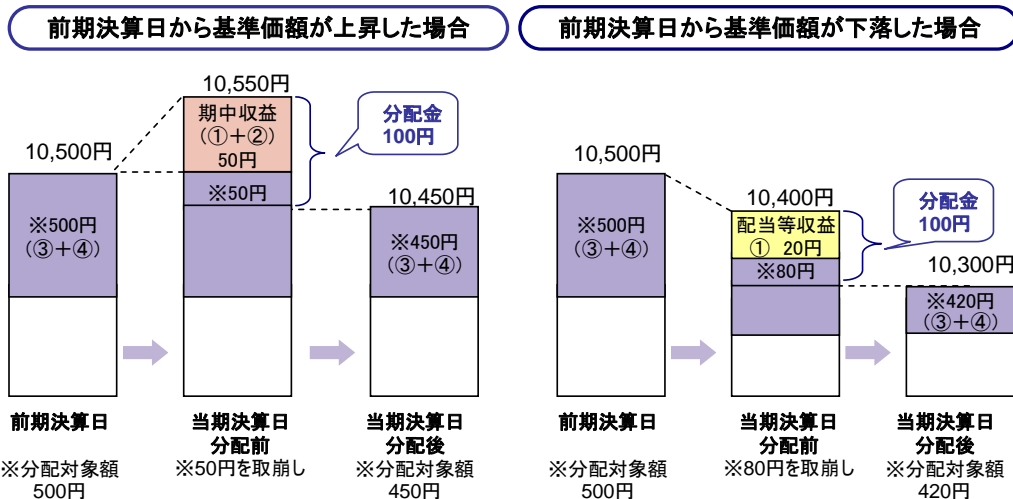 前期決算日から基準価額が上昇した場合
10,550円
期中収益
(①+②)
50円
分配金
100円
10,500円
※500円
(③+④)
※50円
10,450円
※450円
(③+④)
前期決算日
当期決算日
分配前
当期決算日
分配後
※分配対象額
500円
※50円を取崩し
※分配対象額
450円
前期決算日から基準価額が下落した場合
10,500円
※500円
(③+④)
10,400円
配当等収益
① 20円
※80円
分配金
100円
10,300円
※420円
(③+④)
前期決算日
当期決算日
分配前
当期決算日
分配後
※分配対象額
500円
※80円を取崩し
※分配対象額
420円